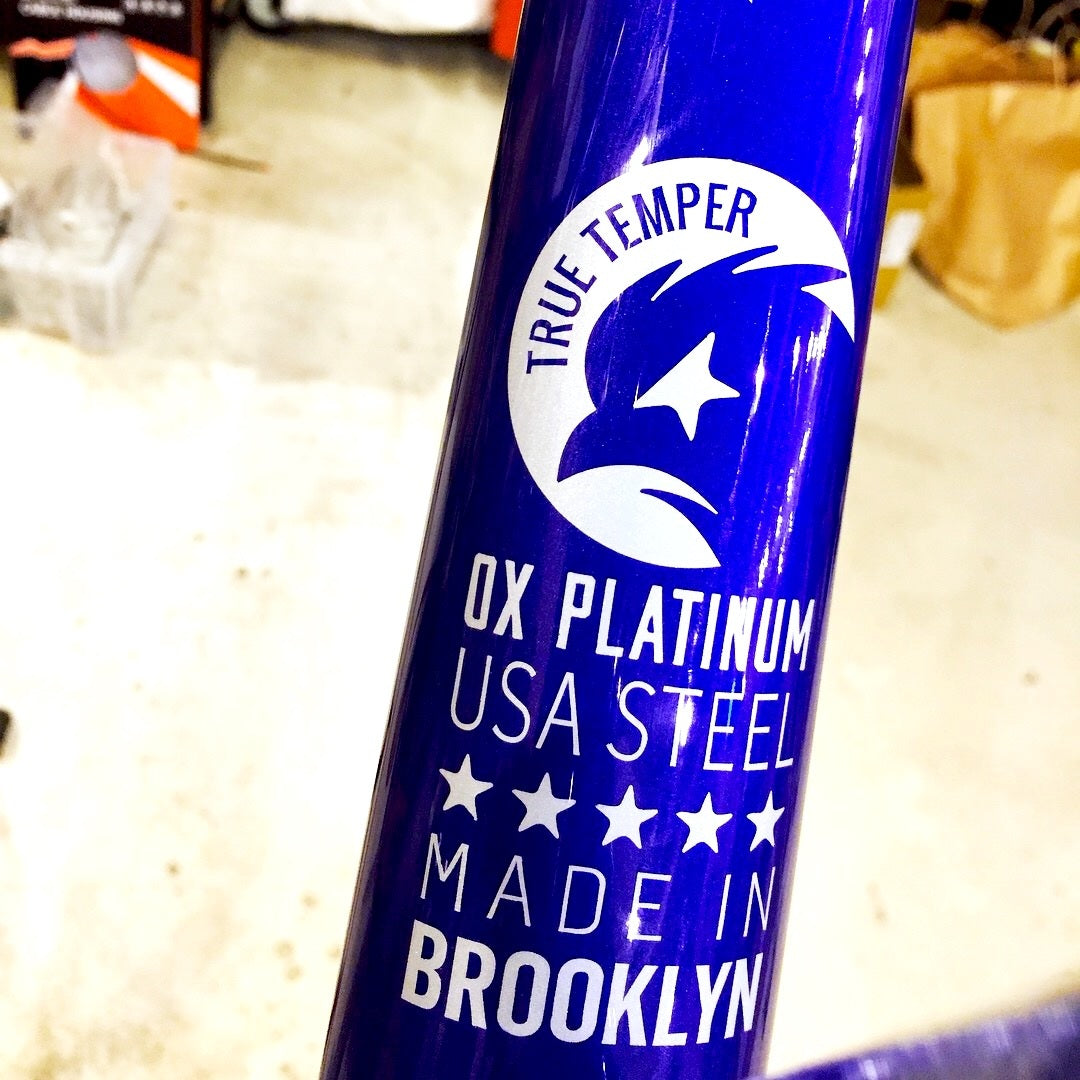 TRUE TEMPER
OX PLATINUM
USA STEEL
MADE IN
BROOKLYN